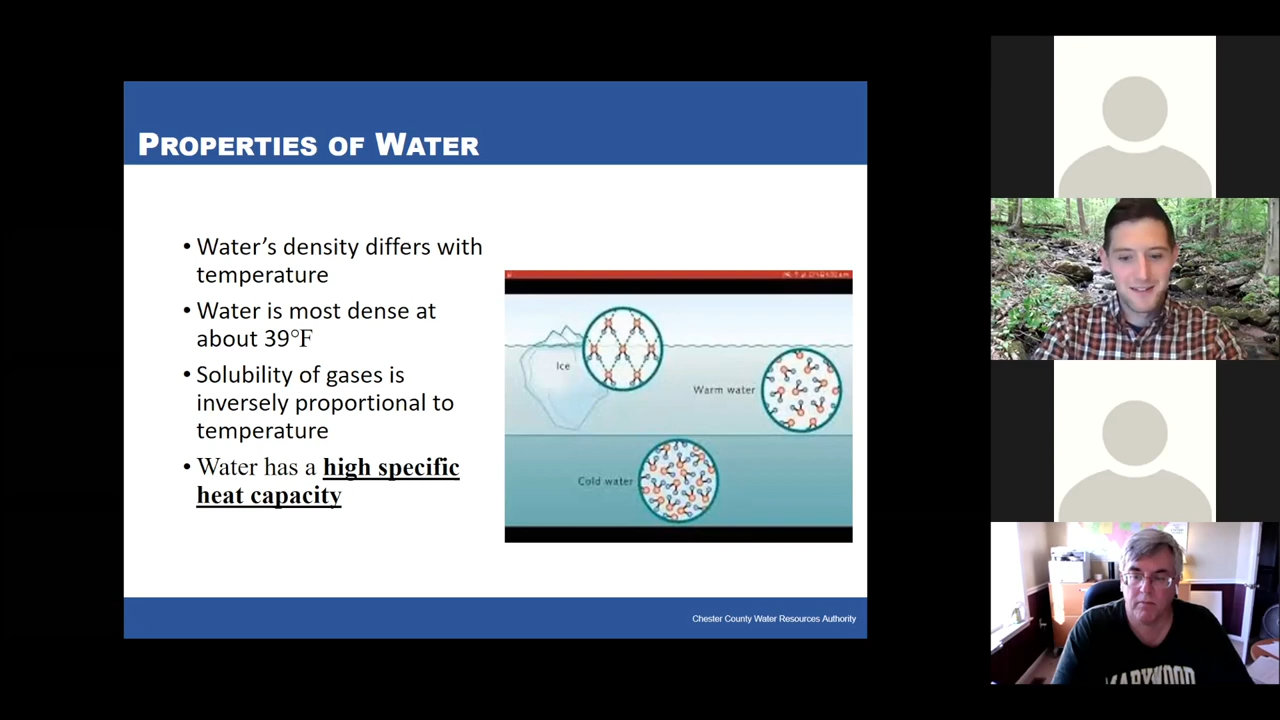 PROPERTIES OF WATER
• Water's density differs with
temperature
• Water is most dense at
about 39°F
• Solubility of gases is
inversely proportional to
temperature
• Water has a high specific
heat capacity
Ice
Warm water
Cold water
Chester County Water Resources Authority
MARYWOOD